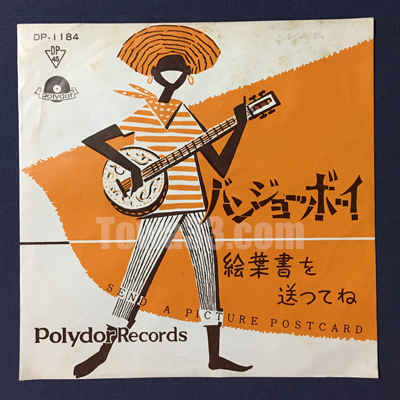 DP-1184
DP
45
Polydor
バンジョー・ボーイ
絵葉書を
送つてね
SEND A PICTURE POSTCARD
Polydor Records